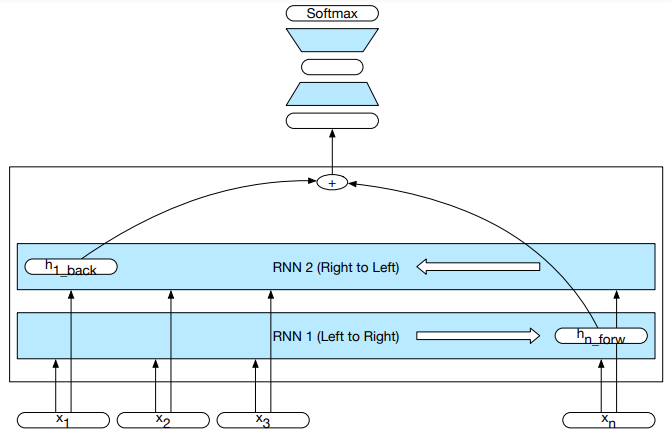 Softmax
+
h1_back
RNN 2 (Right to Left)
RNN 1 (Left to Right)
hn_forw
x1
x2
x3
xn